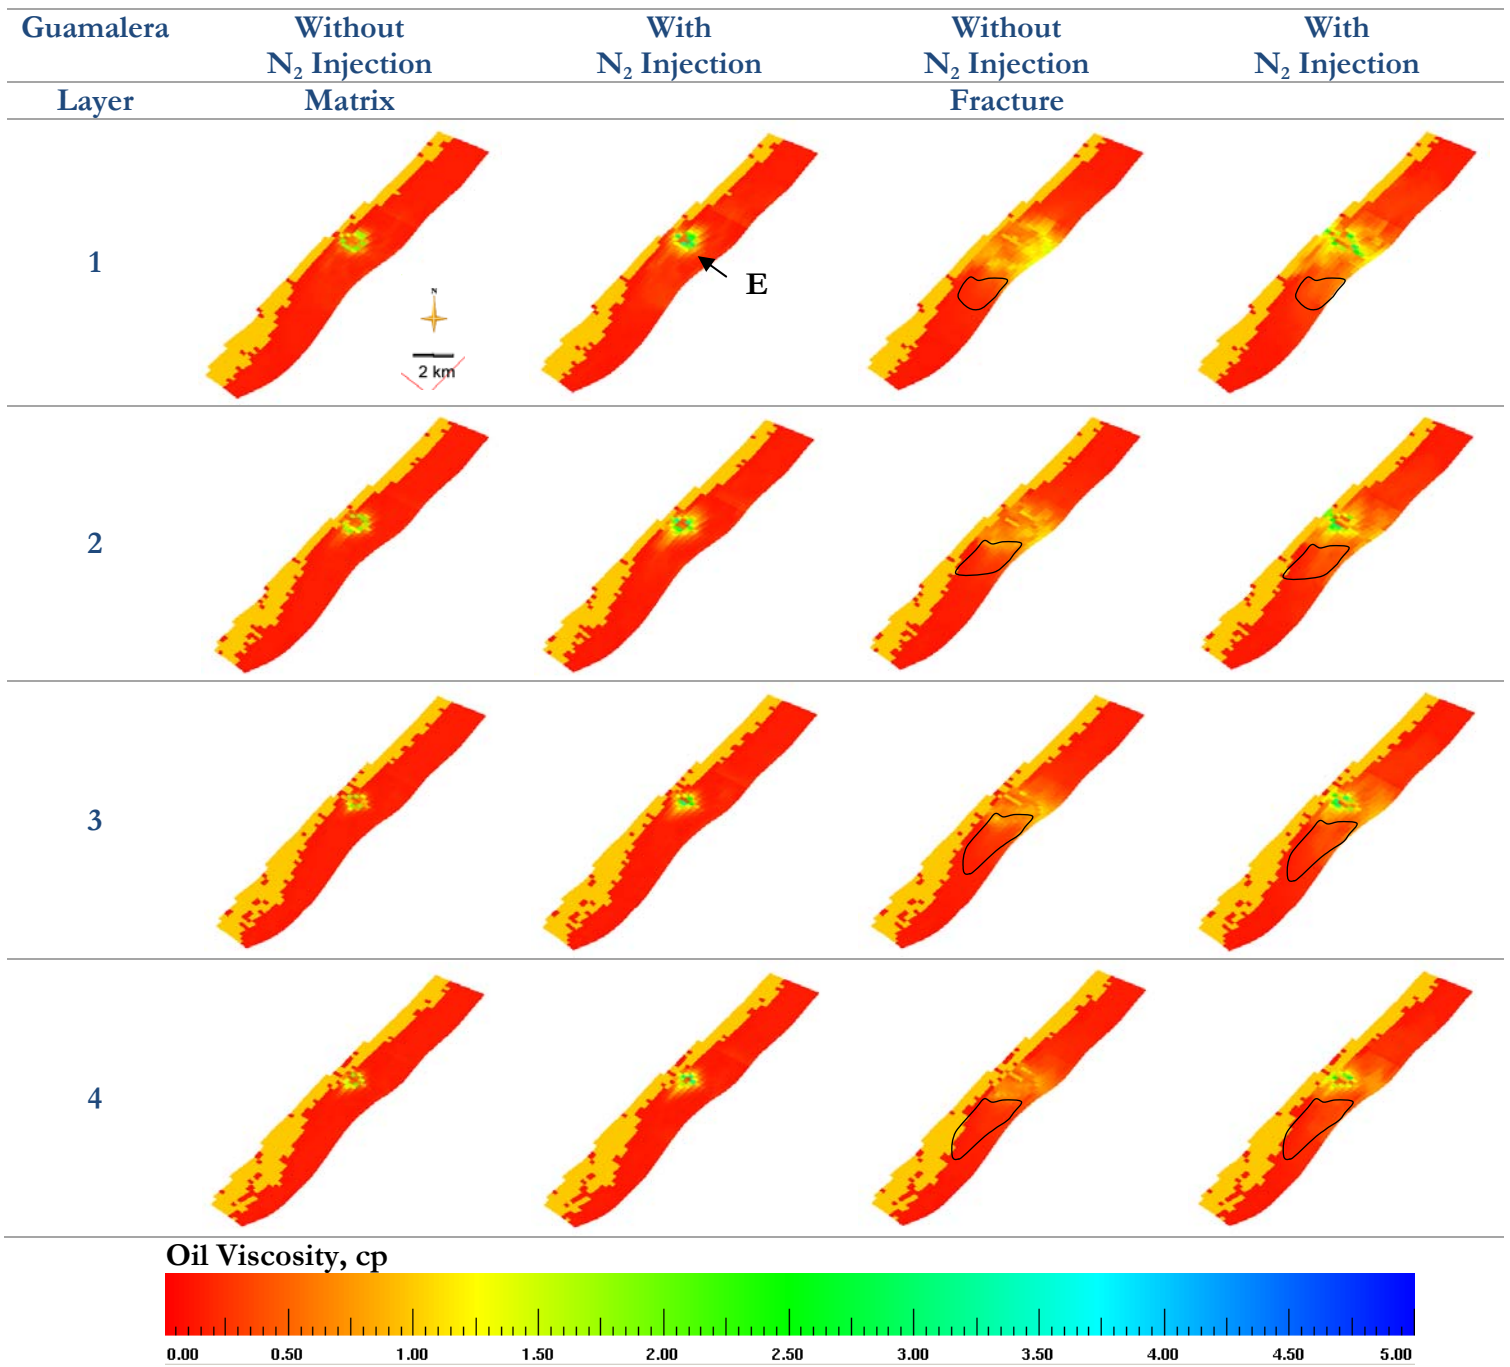 Guamalera Without With Without With
N₂ Injection N₂ Injection N₂ Injection N₂ Injection
Layer Matrix Fracture
1
E
N
2 km
2
3
4
Oil Viscosity, cp
0.00 0.50 1.00 1.50 2.00 2.50 3.00 3.50 4.00 4.50 5.00